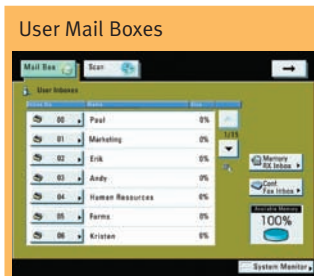 User Mail Boxes
Mail Box
Scan
User Inboxes
00 Paul 0%
01 Marketing 0%
02 Erik 0%
03 Andy 0%
04 Human Resources 0%
05 Forms 0%
06 Kristen 0%
1/15
Memory
RX Inbox
Conf.
Fax Inbox
Available Memory
100%
System Monitor